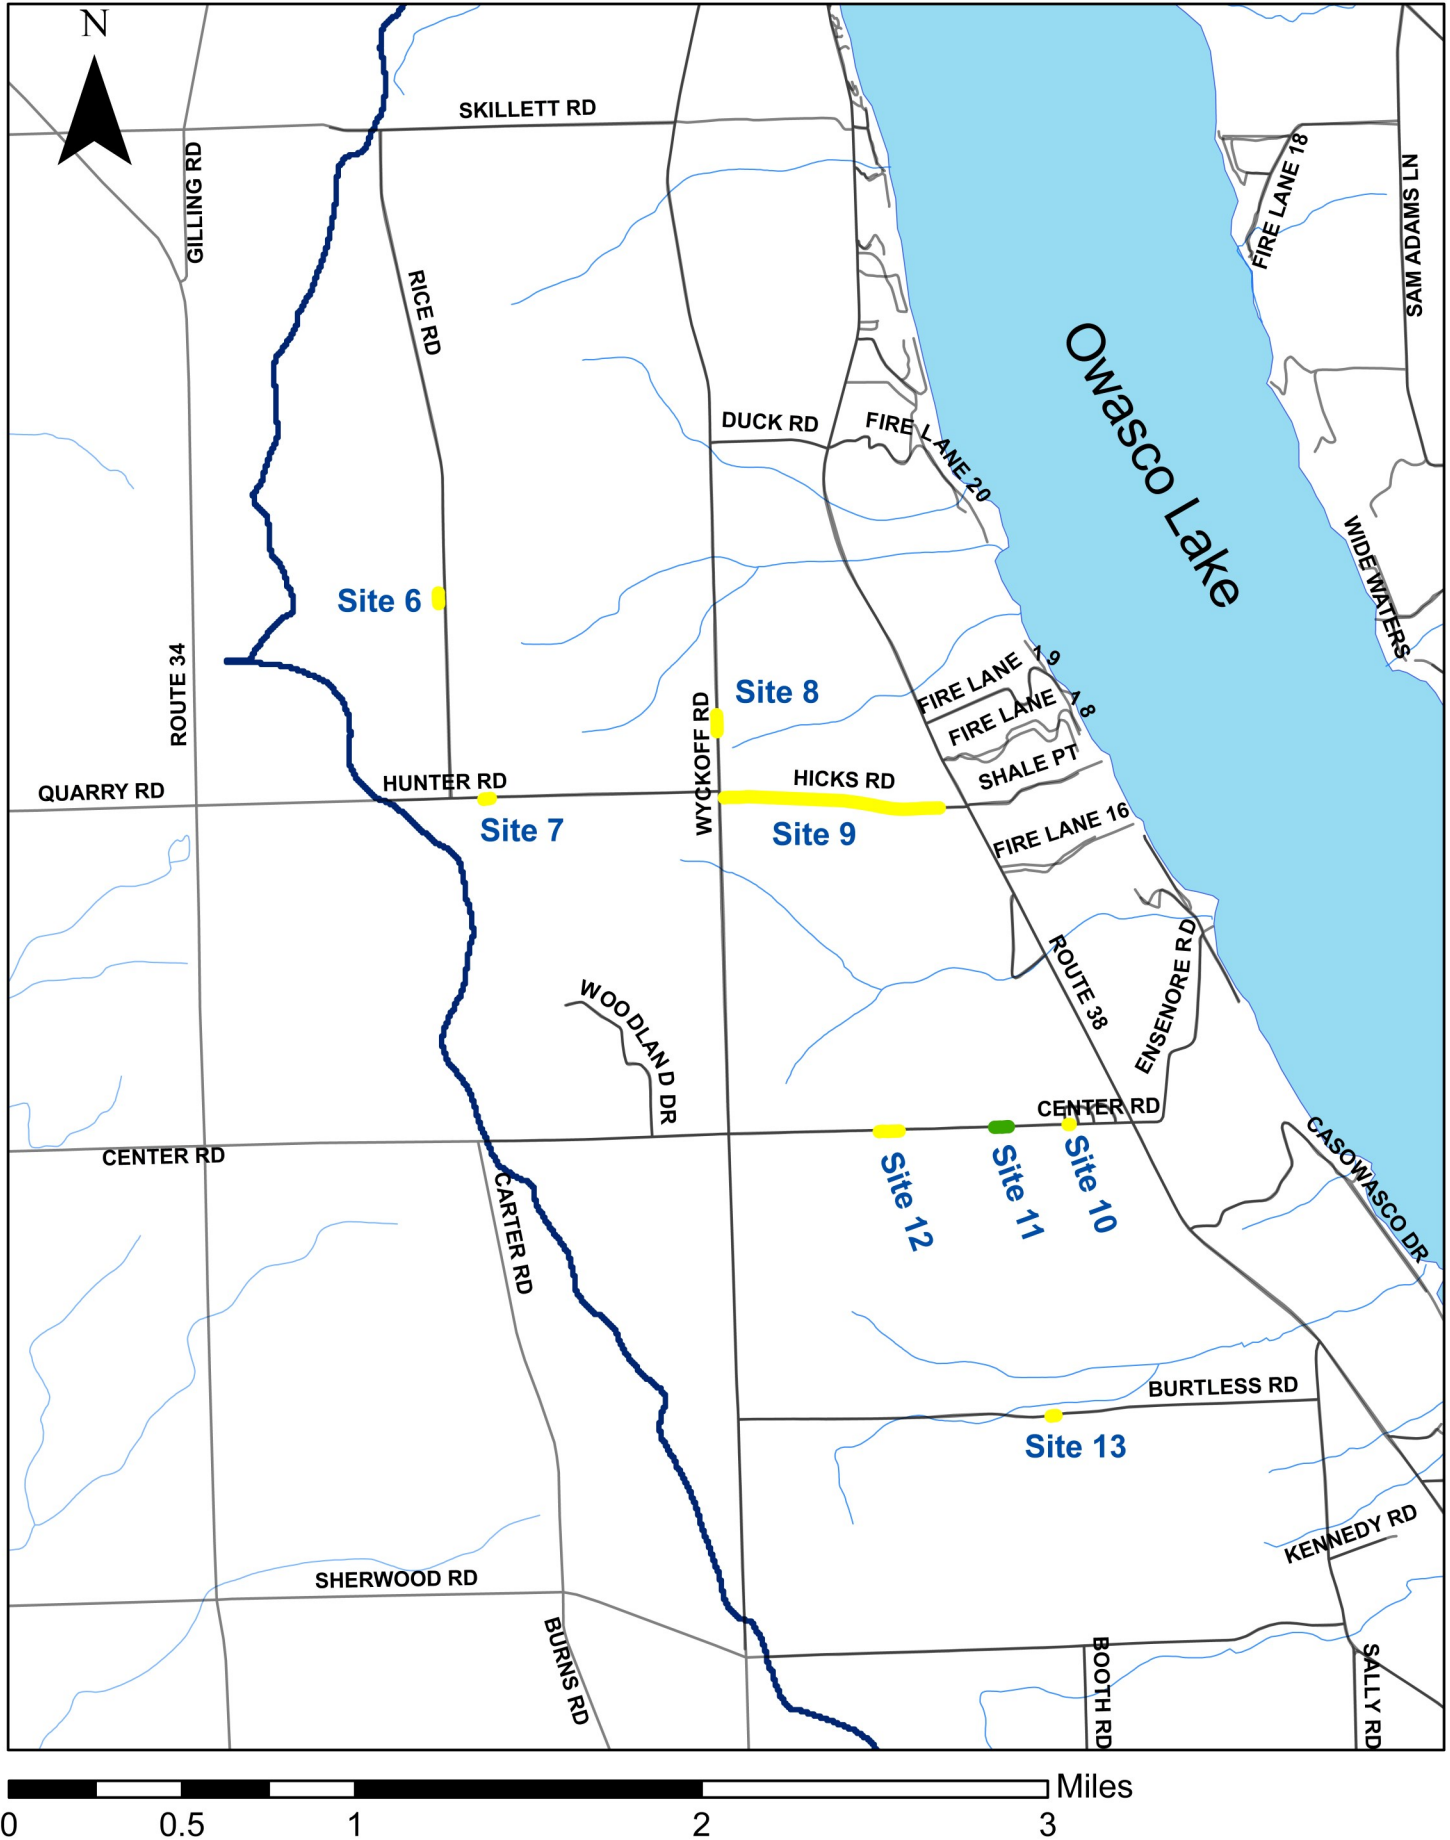 N
SKILLETT RD
GILLING RD
FIRE LANE 18
SAM ADAMS LN
RICE RD
Owasco Lake
DUCK RD
FIRE LANE 20
WIDE WATERS
Site 6
ROUTE 34
FIRE LANE 19
Site 8
WYCKOFF RD
FIRE LANE 18
SHALE PT
HUNTER RD
HICKS RD
QUARRY RD
Site 7
Site 9
FIRE LANE 16
ROUTE 38
ENSENORE RD
WOODLAND DR
CENTER RD
CENTER RD
Site 12
Site 11
Site 10
CASOWASCO DR
CARTER RD
BURTLESS RD
Site 13
KENNEDY RD
SHERWOOD RD
BURNS RD
BOOTH RD
SALLY RD
Miles
0 0.5 1 2 3